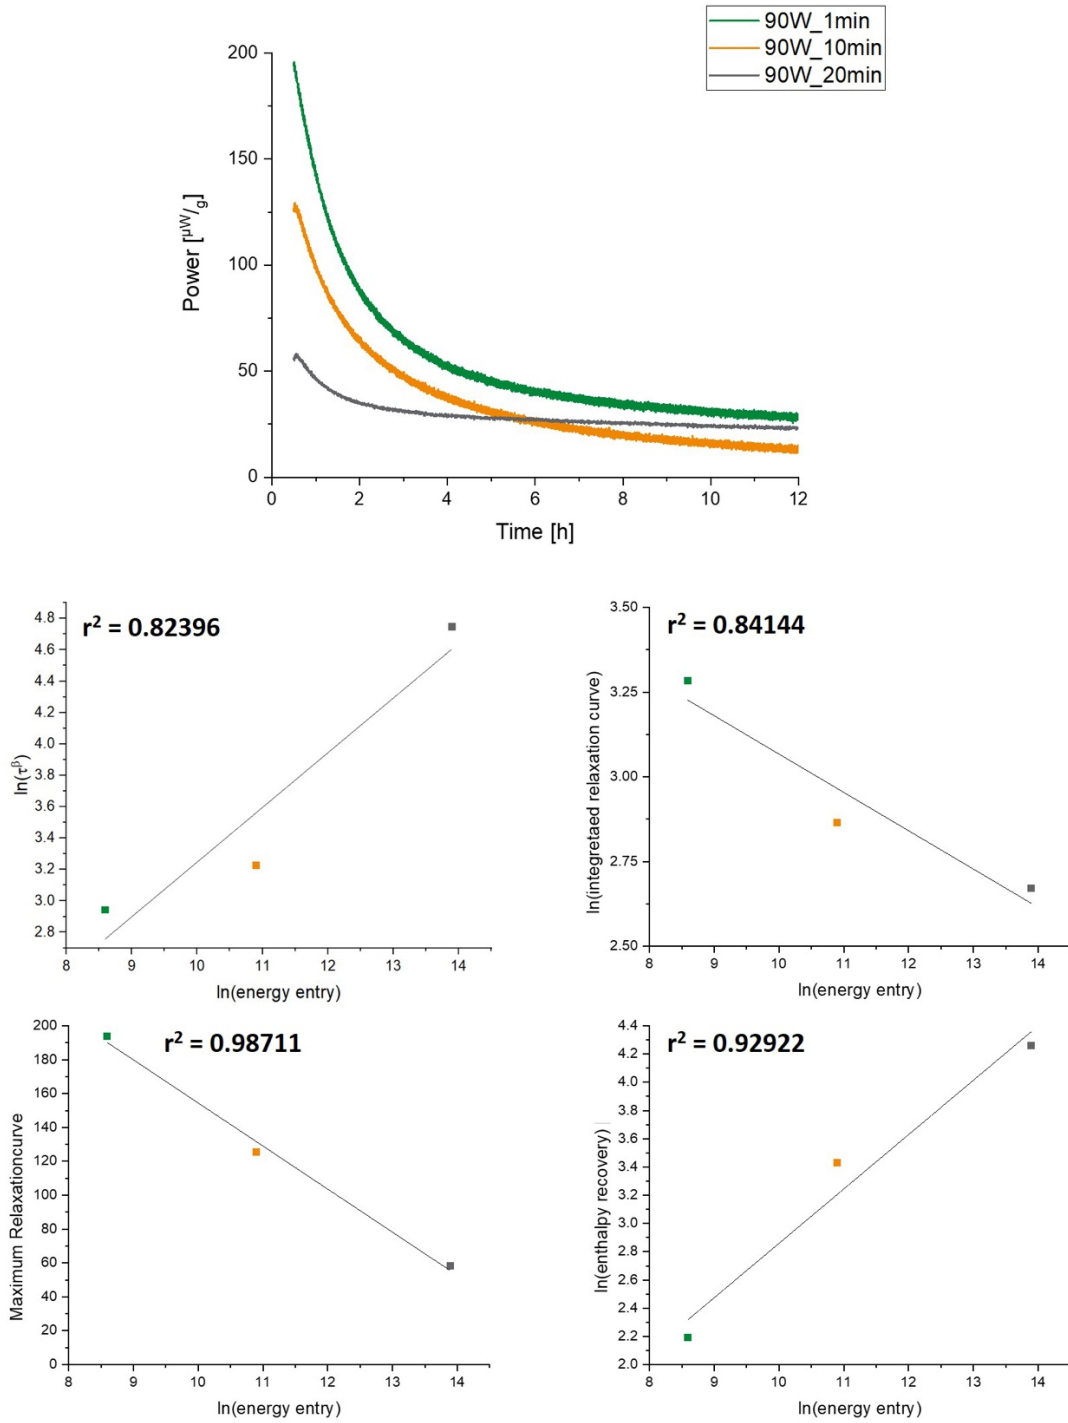 90W_1min
90W_10min
90W_20min
200
150
100
50
0
Power [µW/g]
0 2 4 6 8 10 12
Time [h]
r² = 0.82396
4.8
4.6
4.4
4.2
4.0
3.8
3.6
3.4
3.2
3.0
2.8
ln(τᵝ)
8 9 10 11 12 13 14
ln(energy entry)
r² = 0.84144
3.50
3.25
3.00
2.75
2.50
ln(integretaed relaxation curve)
8 9 10 11 12 13 14
ln(energy entry)
r² = 0.98711
200
180
160
140
120
100
80
60
40
20
0
Maximum Relaxationcurve
8 9 10 11 12 13 14
ln(energy entry)
r² = 0.92922
4.4
4.2
4.0
3.8
3.6
3.4
3.2
3.0
2.8
2.6
2.4
2.2
2.0
ln(enthalpy recovery)
8 9 10 11 12 13 14
ln(energy entry)